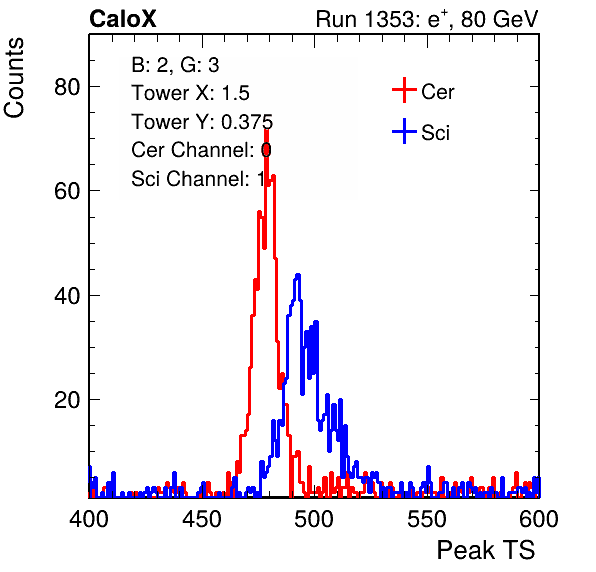 CaloX
Run 1353: e+, 80 GeV
Counts
B: 2, G: 3
Tower X: 1.5
Tower Y: 0.375
Cer Channel: 0
Sci Channel: 1
Cer
Sci
80
60
40
20
400 450 500 550 600
Peak TS